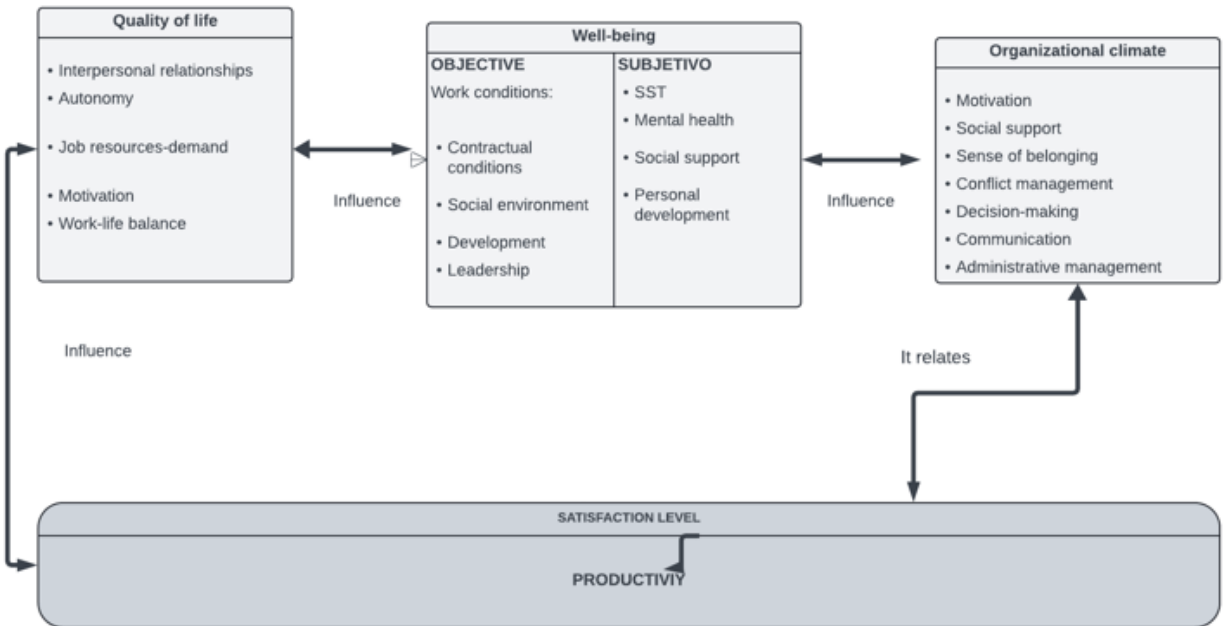 Quality of life
• Interpersonal relationships
• Autonomy
• Job resources-demand
• Motivation
• Work-life balance
Influence
Well-being
OBJECTIVE
Work conditions:
• Contractual
conditions
• Social environment
• Development
• Leadership
SUBJETIVO
• SST
• Mental health
• Social support
• Personal
development
Influence
Organizational climate
• Motivation
• Social support
• Sense of belonging
• Conflict management
• Decision-making
• Communication
• Administrative management
Influence
It relates
SATISFACTION LEVEL
PRODUCTIVIY